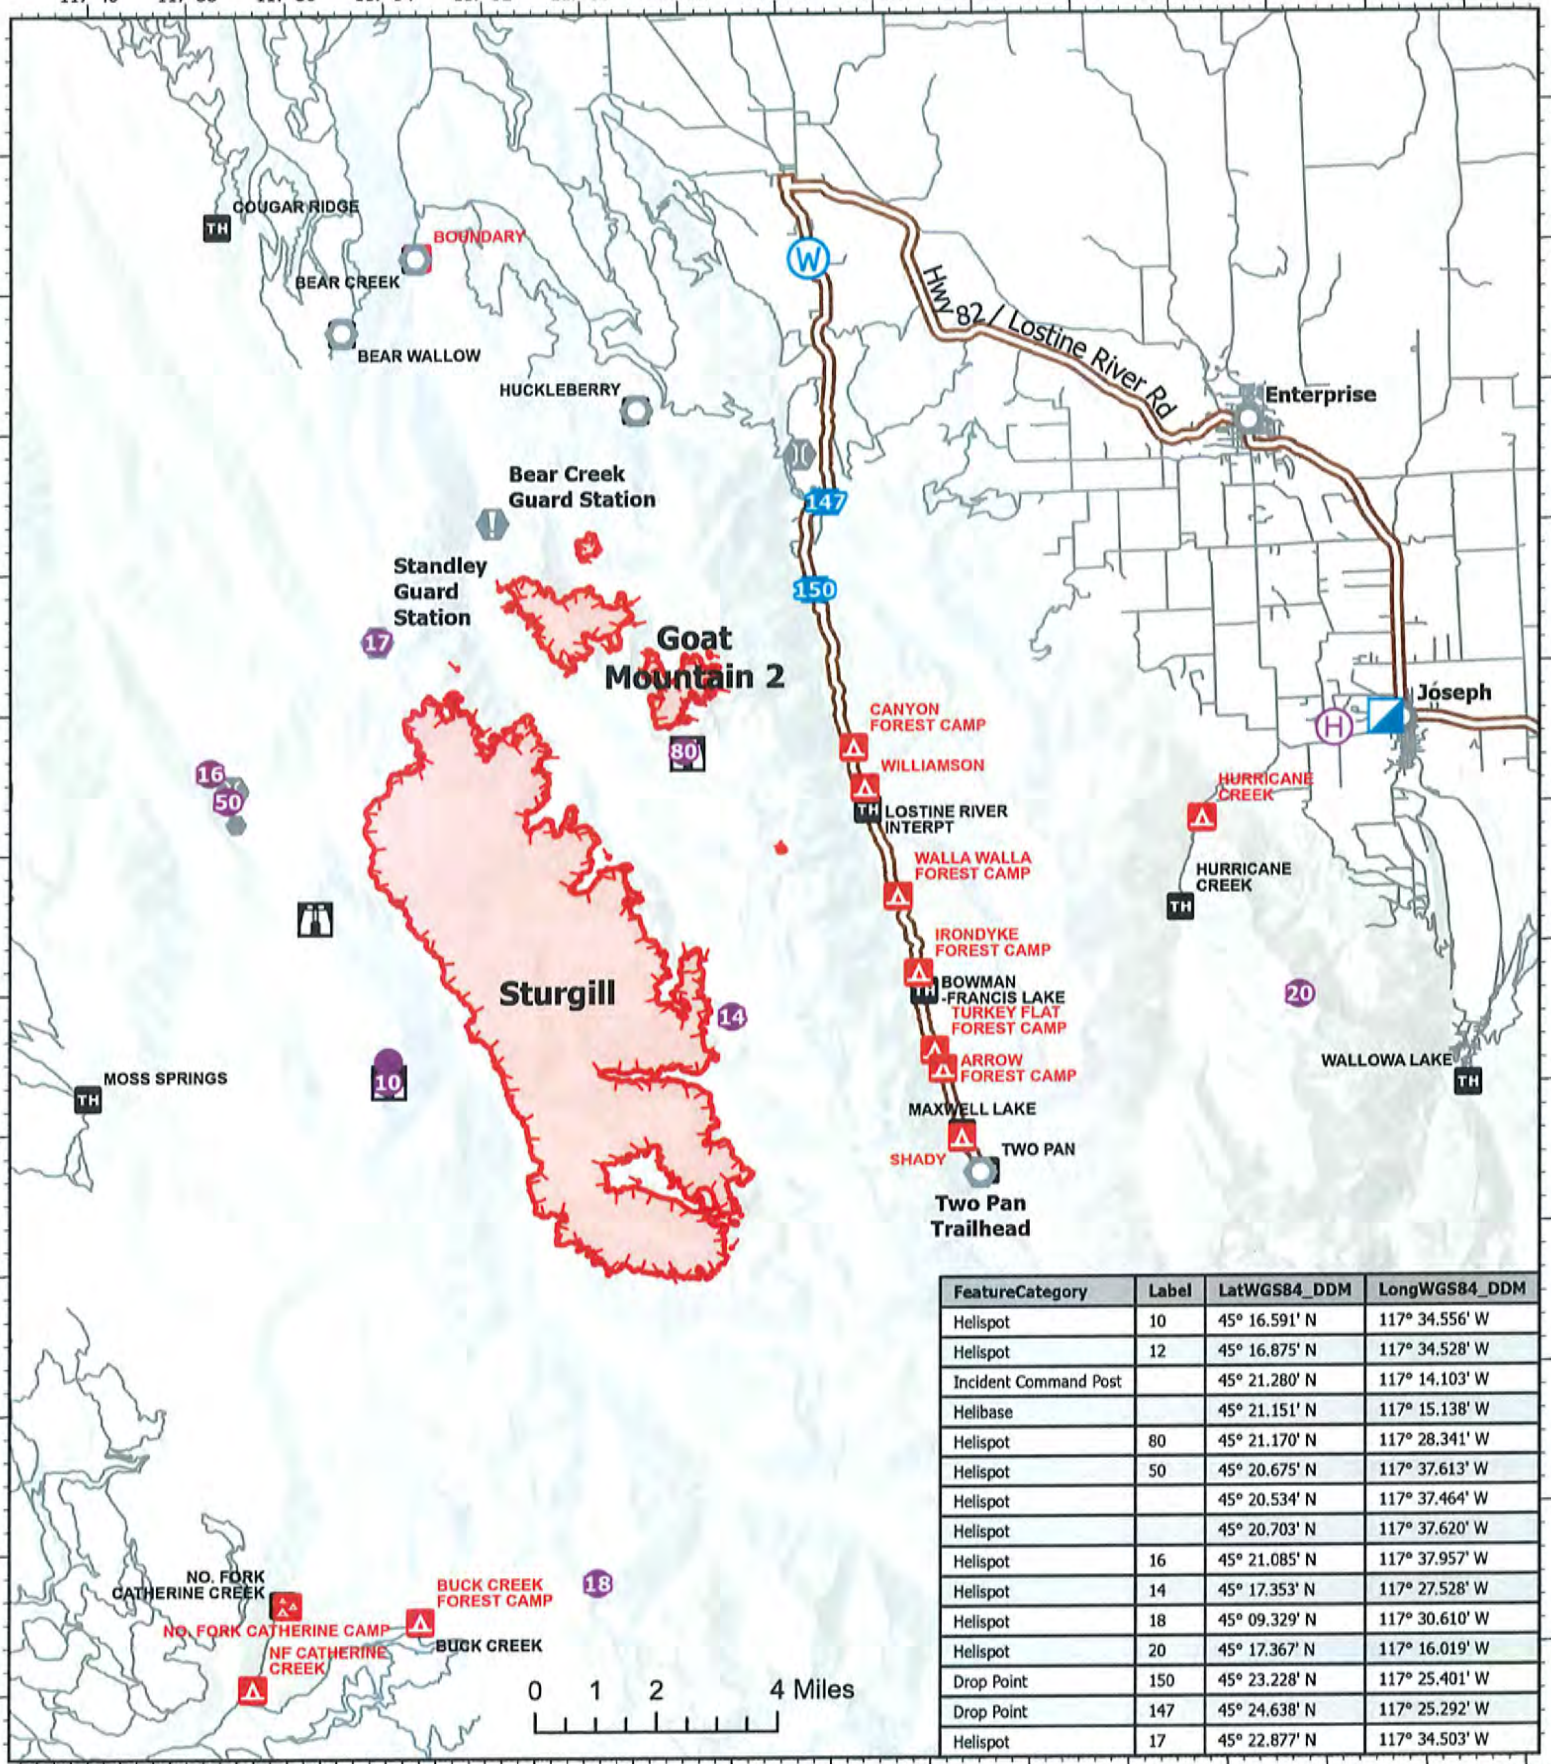 COUGAR RIDGE
TH
BOUNDARY
BEAR CREEK
W
BEAR WALLOW
Hwy 82 / Lostine River Rd
HUCKLEBERRY
Enterprise
Bear Creek
Guard Station
!
147
Standley
Guard
Station
150
17
Goat
Mountain 2
Joseph
H
CANYON
FOREST CAMP
80
WILLIAMSON
16
50
HURRICANE
CREEK
TH
LOSTINE RIVER
INTERPT
WALLA WALLA
FOREST CAMP
HURRICANE
CREEK
TH
IRONDYKE
FOREST CAMP
Sturgill
TH
BOWMAN
-FRANCIS LAKE
20
14
TURKEY FLAT
FOREST CAMP
WALLOWA LAKE
TH
ARROW
FOREST CAMP
10
MOSS SPRINGS
TH
MAXWELL LAKE
SHADY
TWO PAN
Two Pan
Trailhead
FeatureCategory Label LatWGS84_DDM LongWGS84_DDM
Helispot 10 45° 16.591' N 117° 34.556' W
Helispot 12 45° 16.875' N 117° 34.528' W
Incident Command Post 45° 21.280' N 117° 14.103' W
Helibase 45° 21.151' N 117° 15.138' W
Helispot 80 45° 21.170' N 117° 28.341' W
Helispot 50 45° 20.675' N 117° 37.613' W
Helispot 45° 20.534' N 117° 37.464' W
Helispot 45° 20.703' N 117° 37.620' W
Helispot 16 45° 21.085' N 117° 37.957' W
Helispot 14 45° 17.353' N 117° 27.528' W
Helispot 18 45° 09.329' N 117° 30.610' W
Helispot 20 45° 17.367' N 117° 16.019' W
Drop Point 150 45° 23.228' N 117° 25.401' W
Drop Point 147 45° 24.638' N 117° 25.292' W
Helispot 17 45° 22.877' N 117° 34.503' W
NO. FORK
CATHERINE CREEK
BUCK CREEK
FOREST CAMP
18
NO. FORK CATHERINE CAMP
BUCK CREEK
NF CATHERINE
CREEK
0 1 2 4 Miles